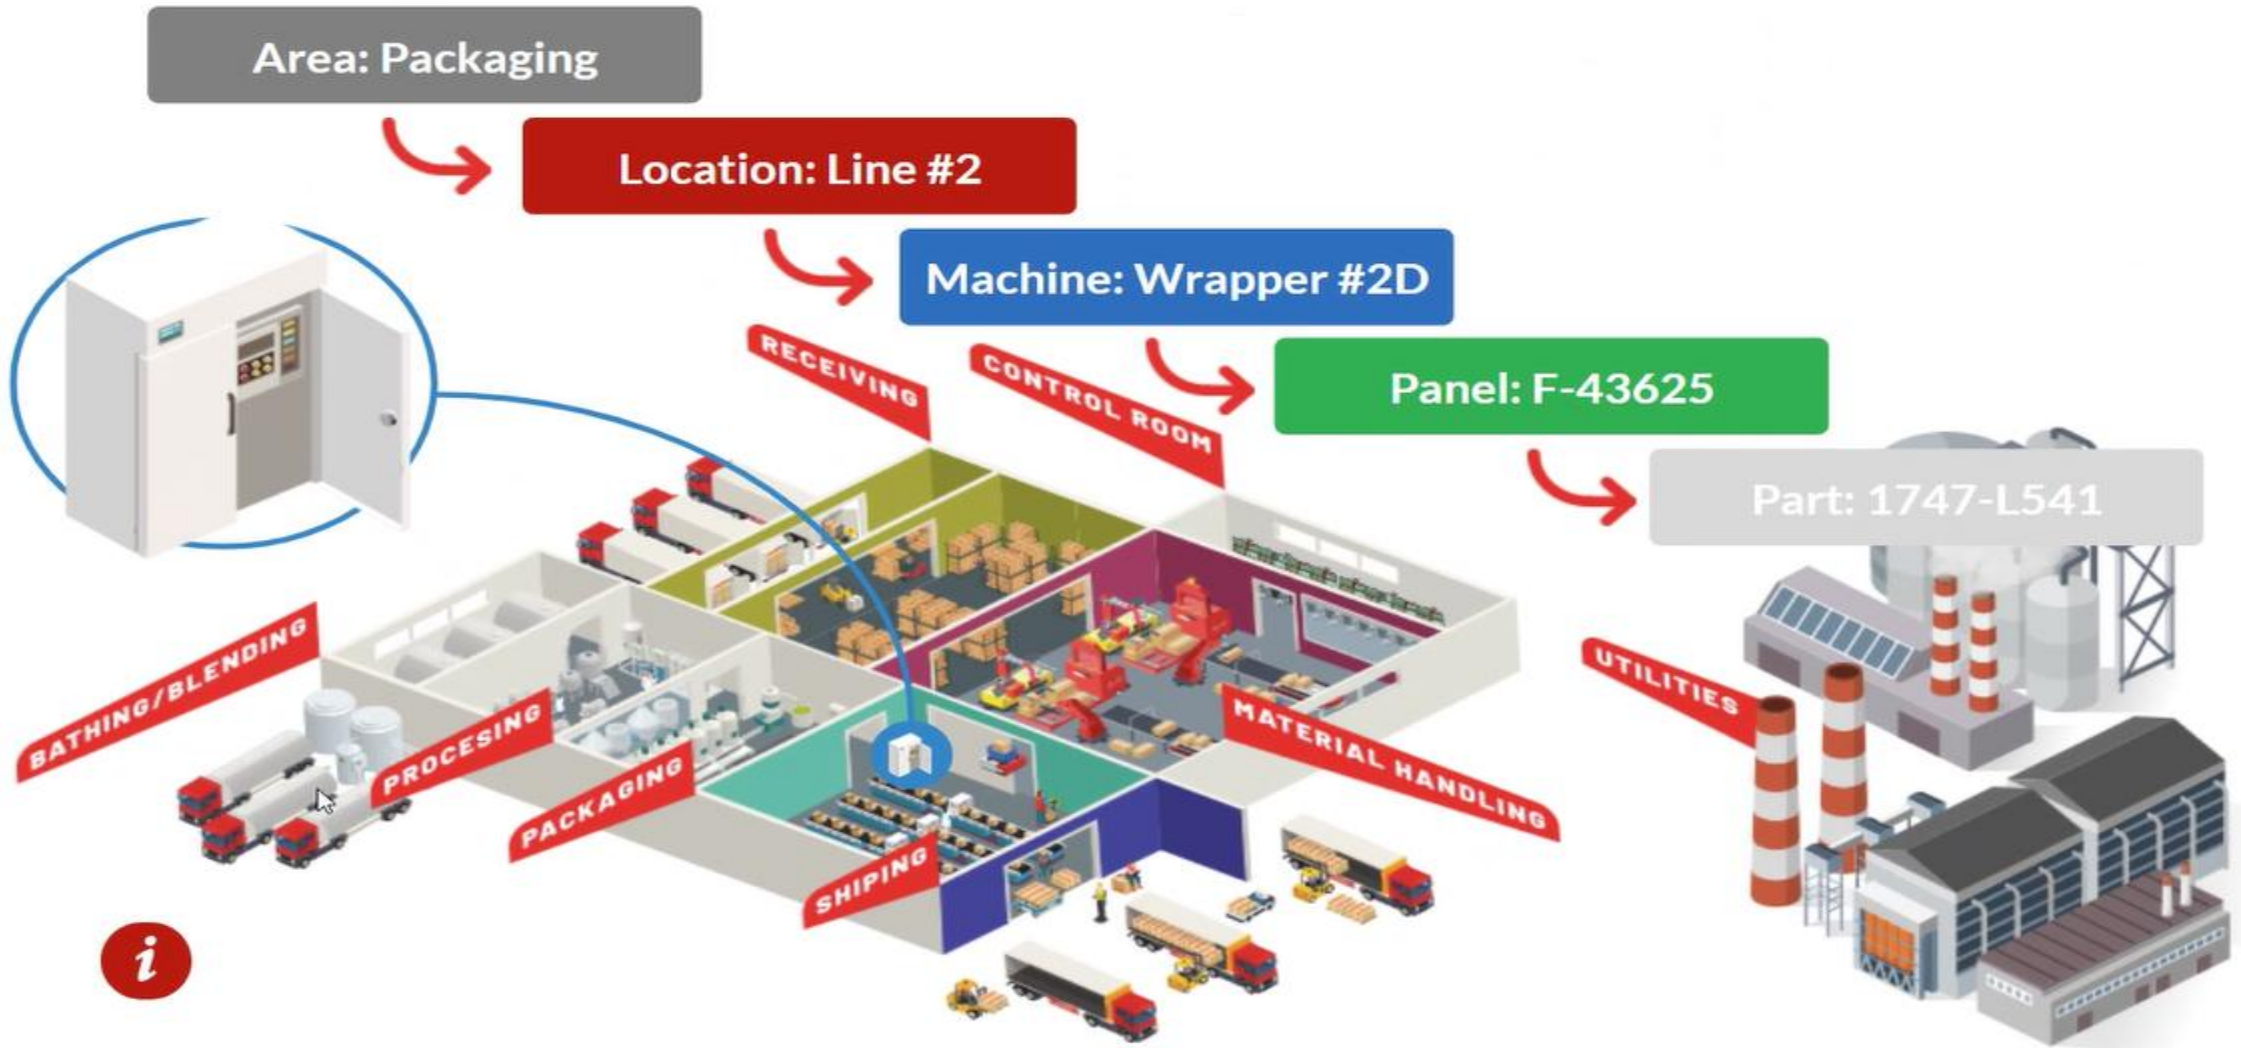 Area: Packaging
Location: Line #2
Machine: Wrapper #2D
Panel: F-43625
Part: 1747-L541
RECEIVING
CONTROL ROOM
BATHING/BLENDING
PROCESING
PACKAGING
SHIPING
MATERIAL HANDLING
UTILITIES
i